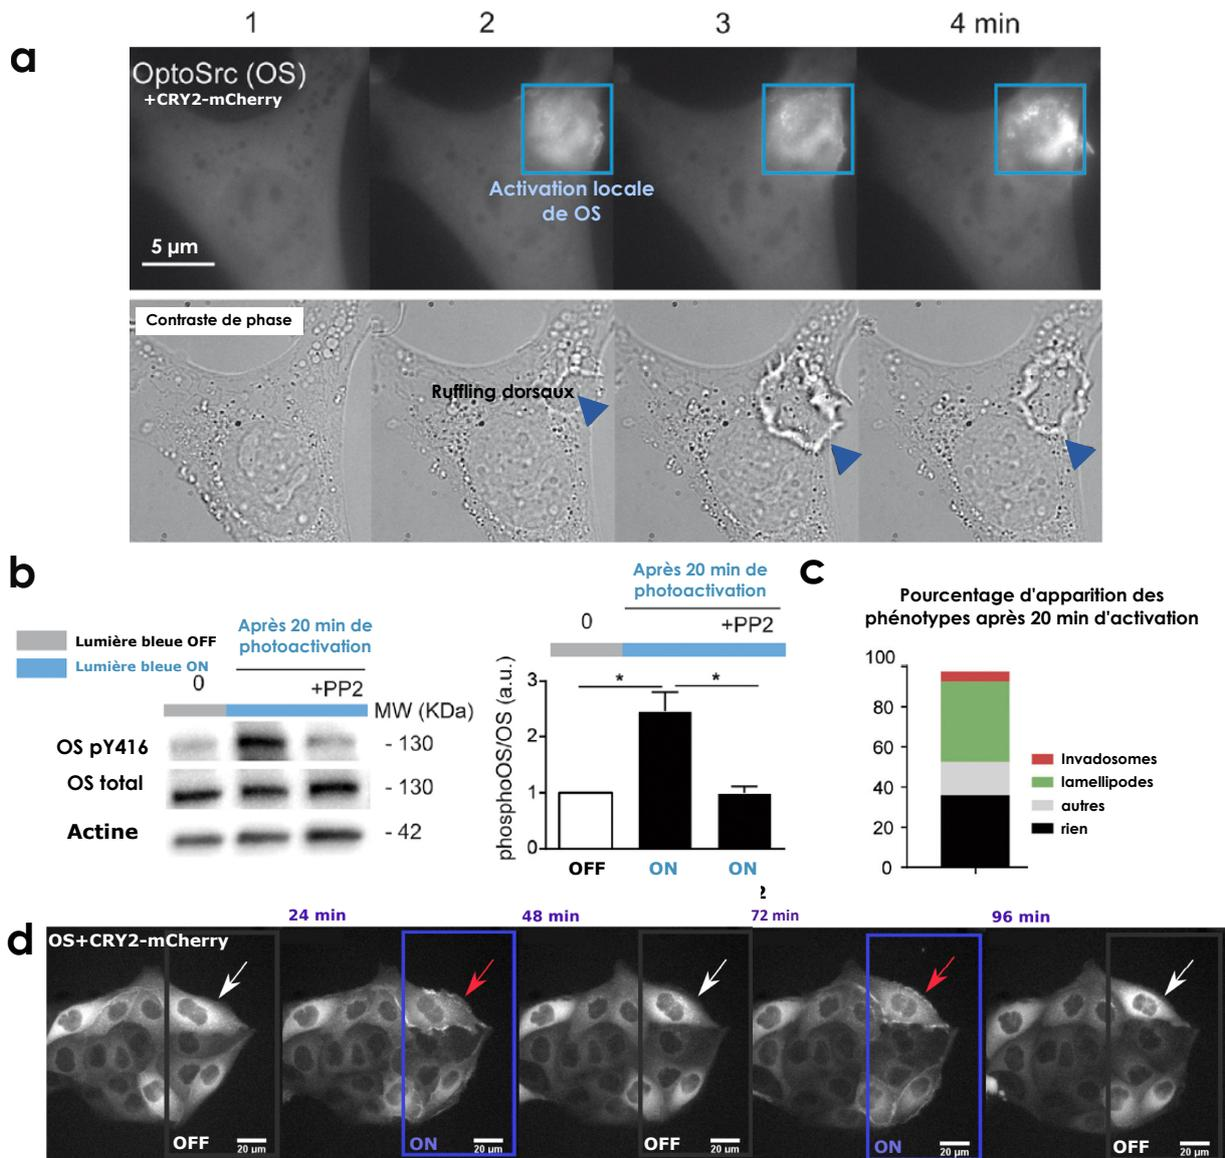 1 2 3 4 min
a
OptoSrc (OS)
+CRY2-mCherry
Activation locale
de OS
5 µm
Contraste de phase
Ruffling dorsaux
b
Lumière bleue OFF
Lumière bleue ON
Après 20 min de
photoactivation
0 +PP2
MW (KDa)
OS pY416 - 130
OS total - 130
Actine - 42
Après 20 min de
photoactivation
0 +PP2
phosphoOS/OS (a.u.)
3
2
1
0
* *
OFF ON ON
2
c
Pourcentage d'apparition des
phénotypes après 20 min d'activation
100
80
60
40
20
0
Invadosomes
lamellipodes
autres
rien
d
24 min 48 min 72 min 96 min
OS+CRY2-mCherry
OFF ON OFF ON OFF
20 µm 20 µm 20 µm 20 µm 20 µm